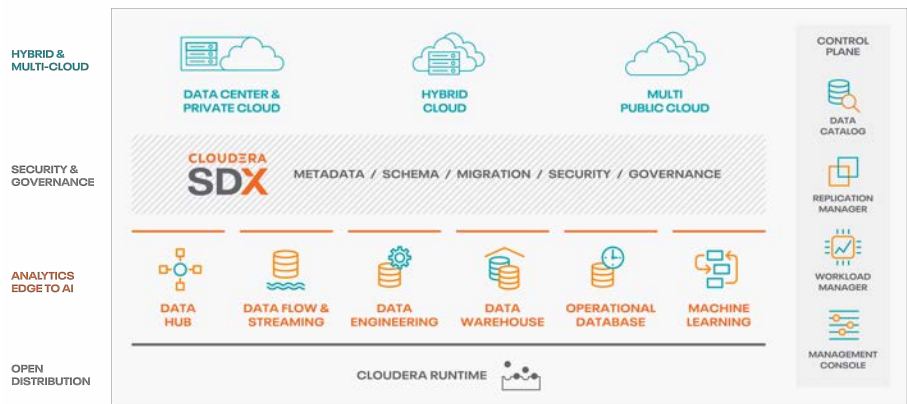 HYBRID &
MULTI-CLOUD
DATA CENTER &
PRIVATE CLOUD
HYBRID
CLOUD
MULTI
PUBLIC CLOUD
SECURITY &
GOVERNANCE
CLOUDERA
SDX
METADATA / SCHEMA / MIGRATION / SECURITY / GOVERNANCE
ANALYTICS
EDGE TO AI
DATA
HUB
DATA FLOW &
STREAMING
DATA
ENGINEERING
DATA
WAREHOUSE
OPERATIONAL
DATABASE
MACHINE
LEARNING
OPEN
DISTRIBUTION
CLOUDERA RUNTIME
CONTROL
PLANE
DATA
CATALOG
REPLICATION
MANAGER
WORKLOAD
MANAGER
MANAGEMENT
CONSOLE